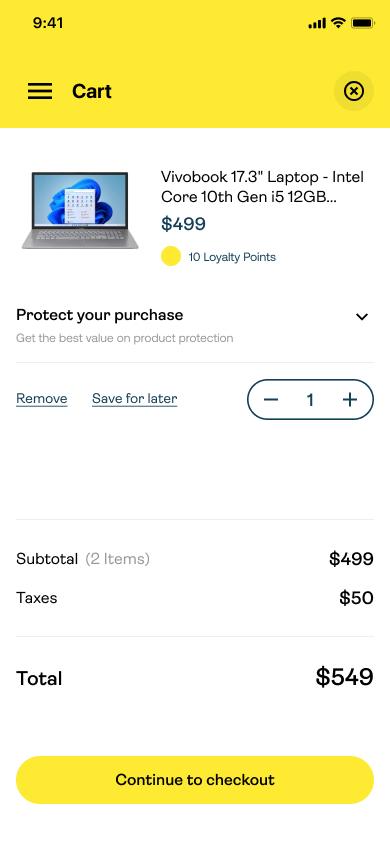 9:41
Cart
Vivobook 17.3" Laptop - Intel
Core 10th Gen i5 12GB...
$499
10 Loyalty Points
Protect your purchase
Get the best value on product protection
Remove Save for later 1
Subtotal (2 Items) $499
Taxes $50
Total $549
Continue to checkout